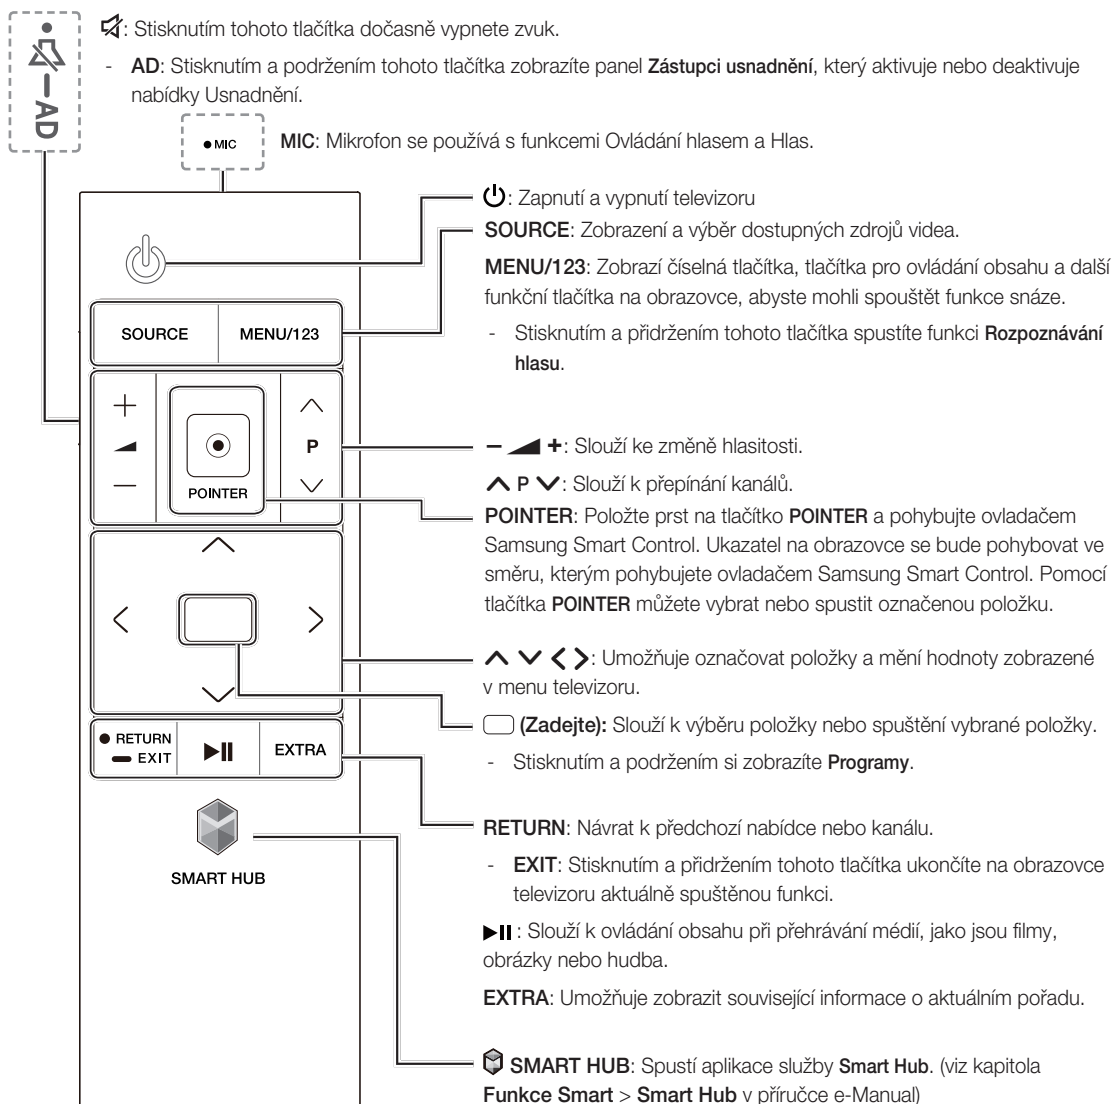 : Stisknutím tohoto tlačítka dočasně vypnete zvuk.
- AD: Stisknutím a podržením tohoto tlačítka zobrazíte panel Zástupci usnadnění, který aktivuje nebo deaktivuje
nabídky Usnadnění.
AD
MIC
MIC: Mikrofon se používá s funkcemi Ovládání hlasem a Hlas.
: Zapnutí a vypnutí televizoru
SOURCE: Zobrazení a výběr dostupných zdrojů videa.
MENU/123: Zobrazí číselná tlačítka, tlačítka pro ovládání obsahu a další
funkční tlačítka na obrazovce, abyste mohli spouštět funkce snáze.
- Stisknutím a přidržením tohoto tlačítka spustíte funkci Rozpoznávání
hlasu.
SOURCE
MENU/123
+
P
—
POINTER
– +: Slouží ke změně hlasitosti.
P : Slouží k přepínání kanálů.
POINTER: Položte prst na tlačítko POINTER a pohybujte ovladačem
Samsung Smart Control. Ukazatel na obrazovce se bude pohybovat ve
směru, kterým pohybujete ovladačem Samsung Smart Control. Pomocí
tlačítka POINTER můžete vybrat nebo spustit označenou položku.
: Umožňuje označovat položky a mění hodnoty zobrazené
v menu televizoru.
(Zadejte): Slouží k výběru položky nebo spuštění vybrané položky.
- Stisknutím a podržením si zobrazíte Programy.
RETURN
EXIT
EXTRA
SMART HUB
RETURN: Návrat k předchozí nabídce nebo kanálu.
- EXIT: Stisknutím a přidržením tohoto tlačítka ukončíte na obrazovce
televizoru aktuálně spuštěnou funkci.
: Slouží k ovládání obsahu při přehrávání médií, jako jsou filmy,
obrázky nebo hudba.
EXTRA: Umožňuje zobrazit související informace o aktuálním pořadu.
SMART HUB: Spustí aplikace služby Smart Hub. (viz kapitola
Funkce Smart > Smart Hub v příručce e-Manual)